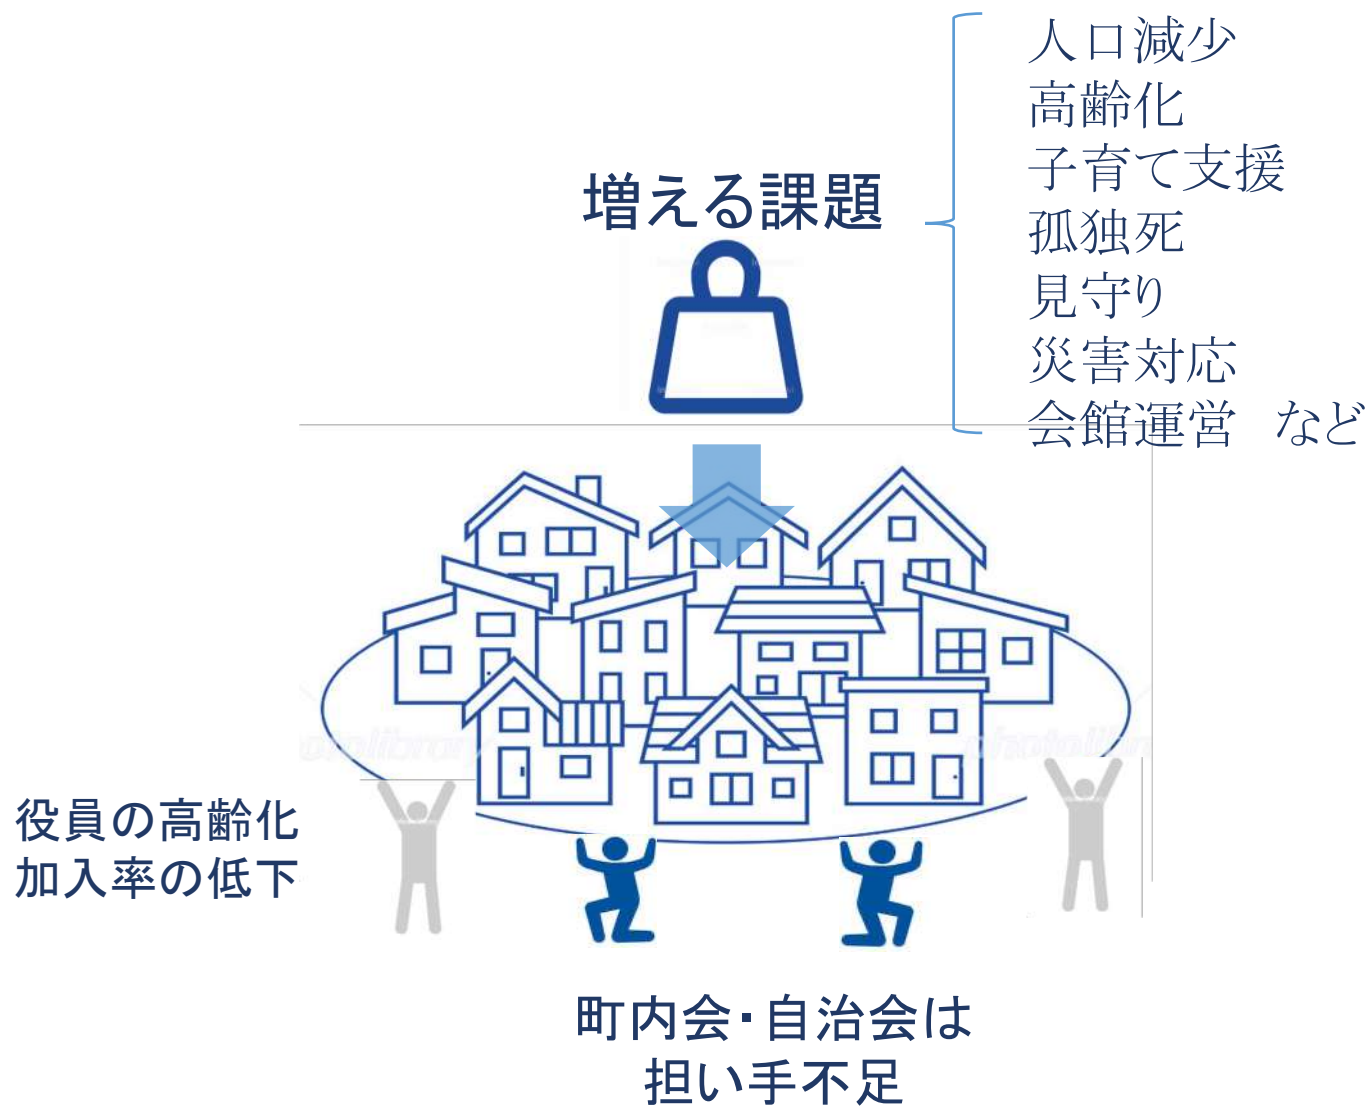 増える課題
人口減少
高齢化
子育て支援
孤独死
見守り
災害対応
会館運営　など
役員の高齢化
加入率の低下
町内会・自治会は
担い手不足